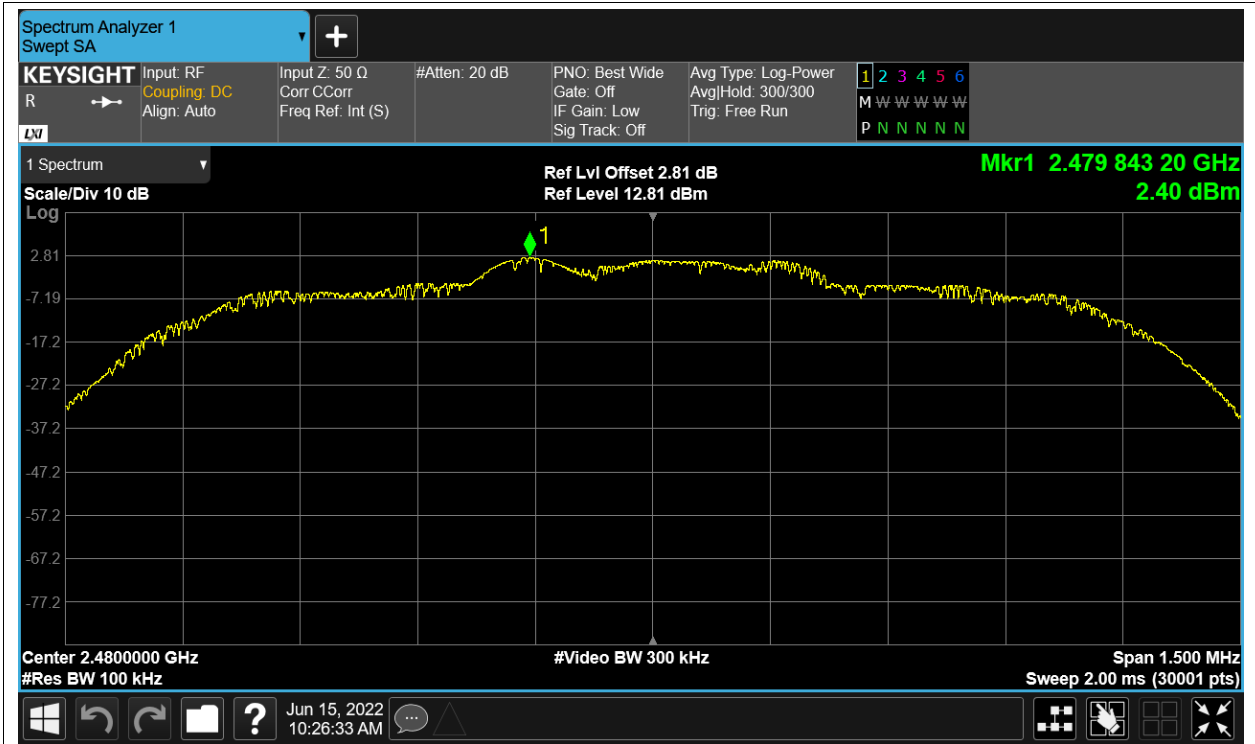 Spectrum Analyzer 1
Swept SA
KEYSIGHT
R
LXI
Input: RF
Coupling: DC
Align: Auto
Input Z: 50 Ω
Corr CCorr
Freq Ref: Int (S)
#Atten: 20 dB
PNO: Best Wide
Gate: Off
IF Gain: Low
Sig Track: Off
Avg Type: Log-Power
Avg|Hold: 300/300
Trig: Free Run
1 2 3 4 5 6
M W W W W W
P N N N N N
1 Spectrum
Scale/Div 10 dB
Log
Ref Lvl Offset 2.81 dB
Ref Level 12.81 dBm
Mkr1 2.479 843 20 GHz
2.40 dBm
1
2.81
-7.19
-17.2
-27.2
-37.2
-47.2
-57.2
-67.2
-77.2
Center 2.4800000 GHz
#Res BW 100 kHz
#Video BW 300 kHz
Span 1.500 MHz
Sweep 2.00 ms (30001 pts)
?
Jun 15, 2022
10:26:33 AM